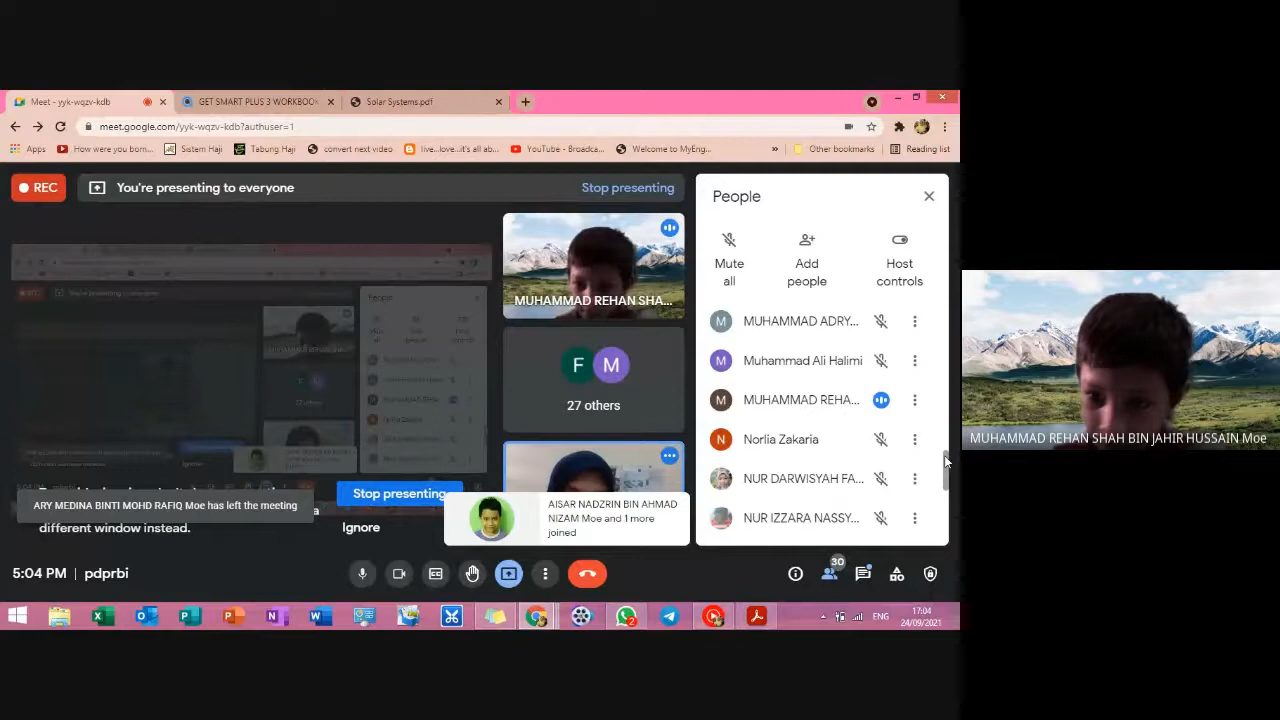 Meet - yyk-wqzv-kdb
GET SMART PLUS 3 WORKBOO
Solar Systems.pdf
meet.google.com/yyk-wqzv-kdb?authuser=1
Apps
How were you born...
Sistem Haji
Tabung Haji
convert next video
live...love...it's all ab...
YouTube - Broadca...
Welcome to MyEng...
»
Other bookmarks
Reading list
REC
You're presenting to everyone
Stop presenting
People
Mute all
Add people
Host controls
MUHAMMAD REHAN SHA...
F M
27 others
M MUHAMMAD ADRY...
M Muhammad Ali Halimi
M MUHAMMAD REHA...
N Norlia Zakaria
NUR DARWISYAH FA...
NUR IZZARA NASSY...
ARY MEDINA BINTI MOHD RAFIQ Moe has left the meeting
different window instead.
Stop presenting
Ignore
AISAR NADZRIN BIN AHMAD
NIZAM Moe and 1 more
joined
5:04 PM | pdprbi
30
2
ENG
17:04
24/09/2021
MUHAMMAD REHAN SHAH BIN JAHIR HUSSAIN Moe